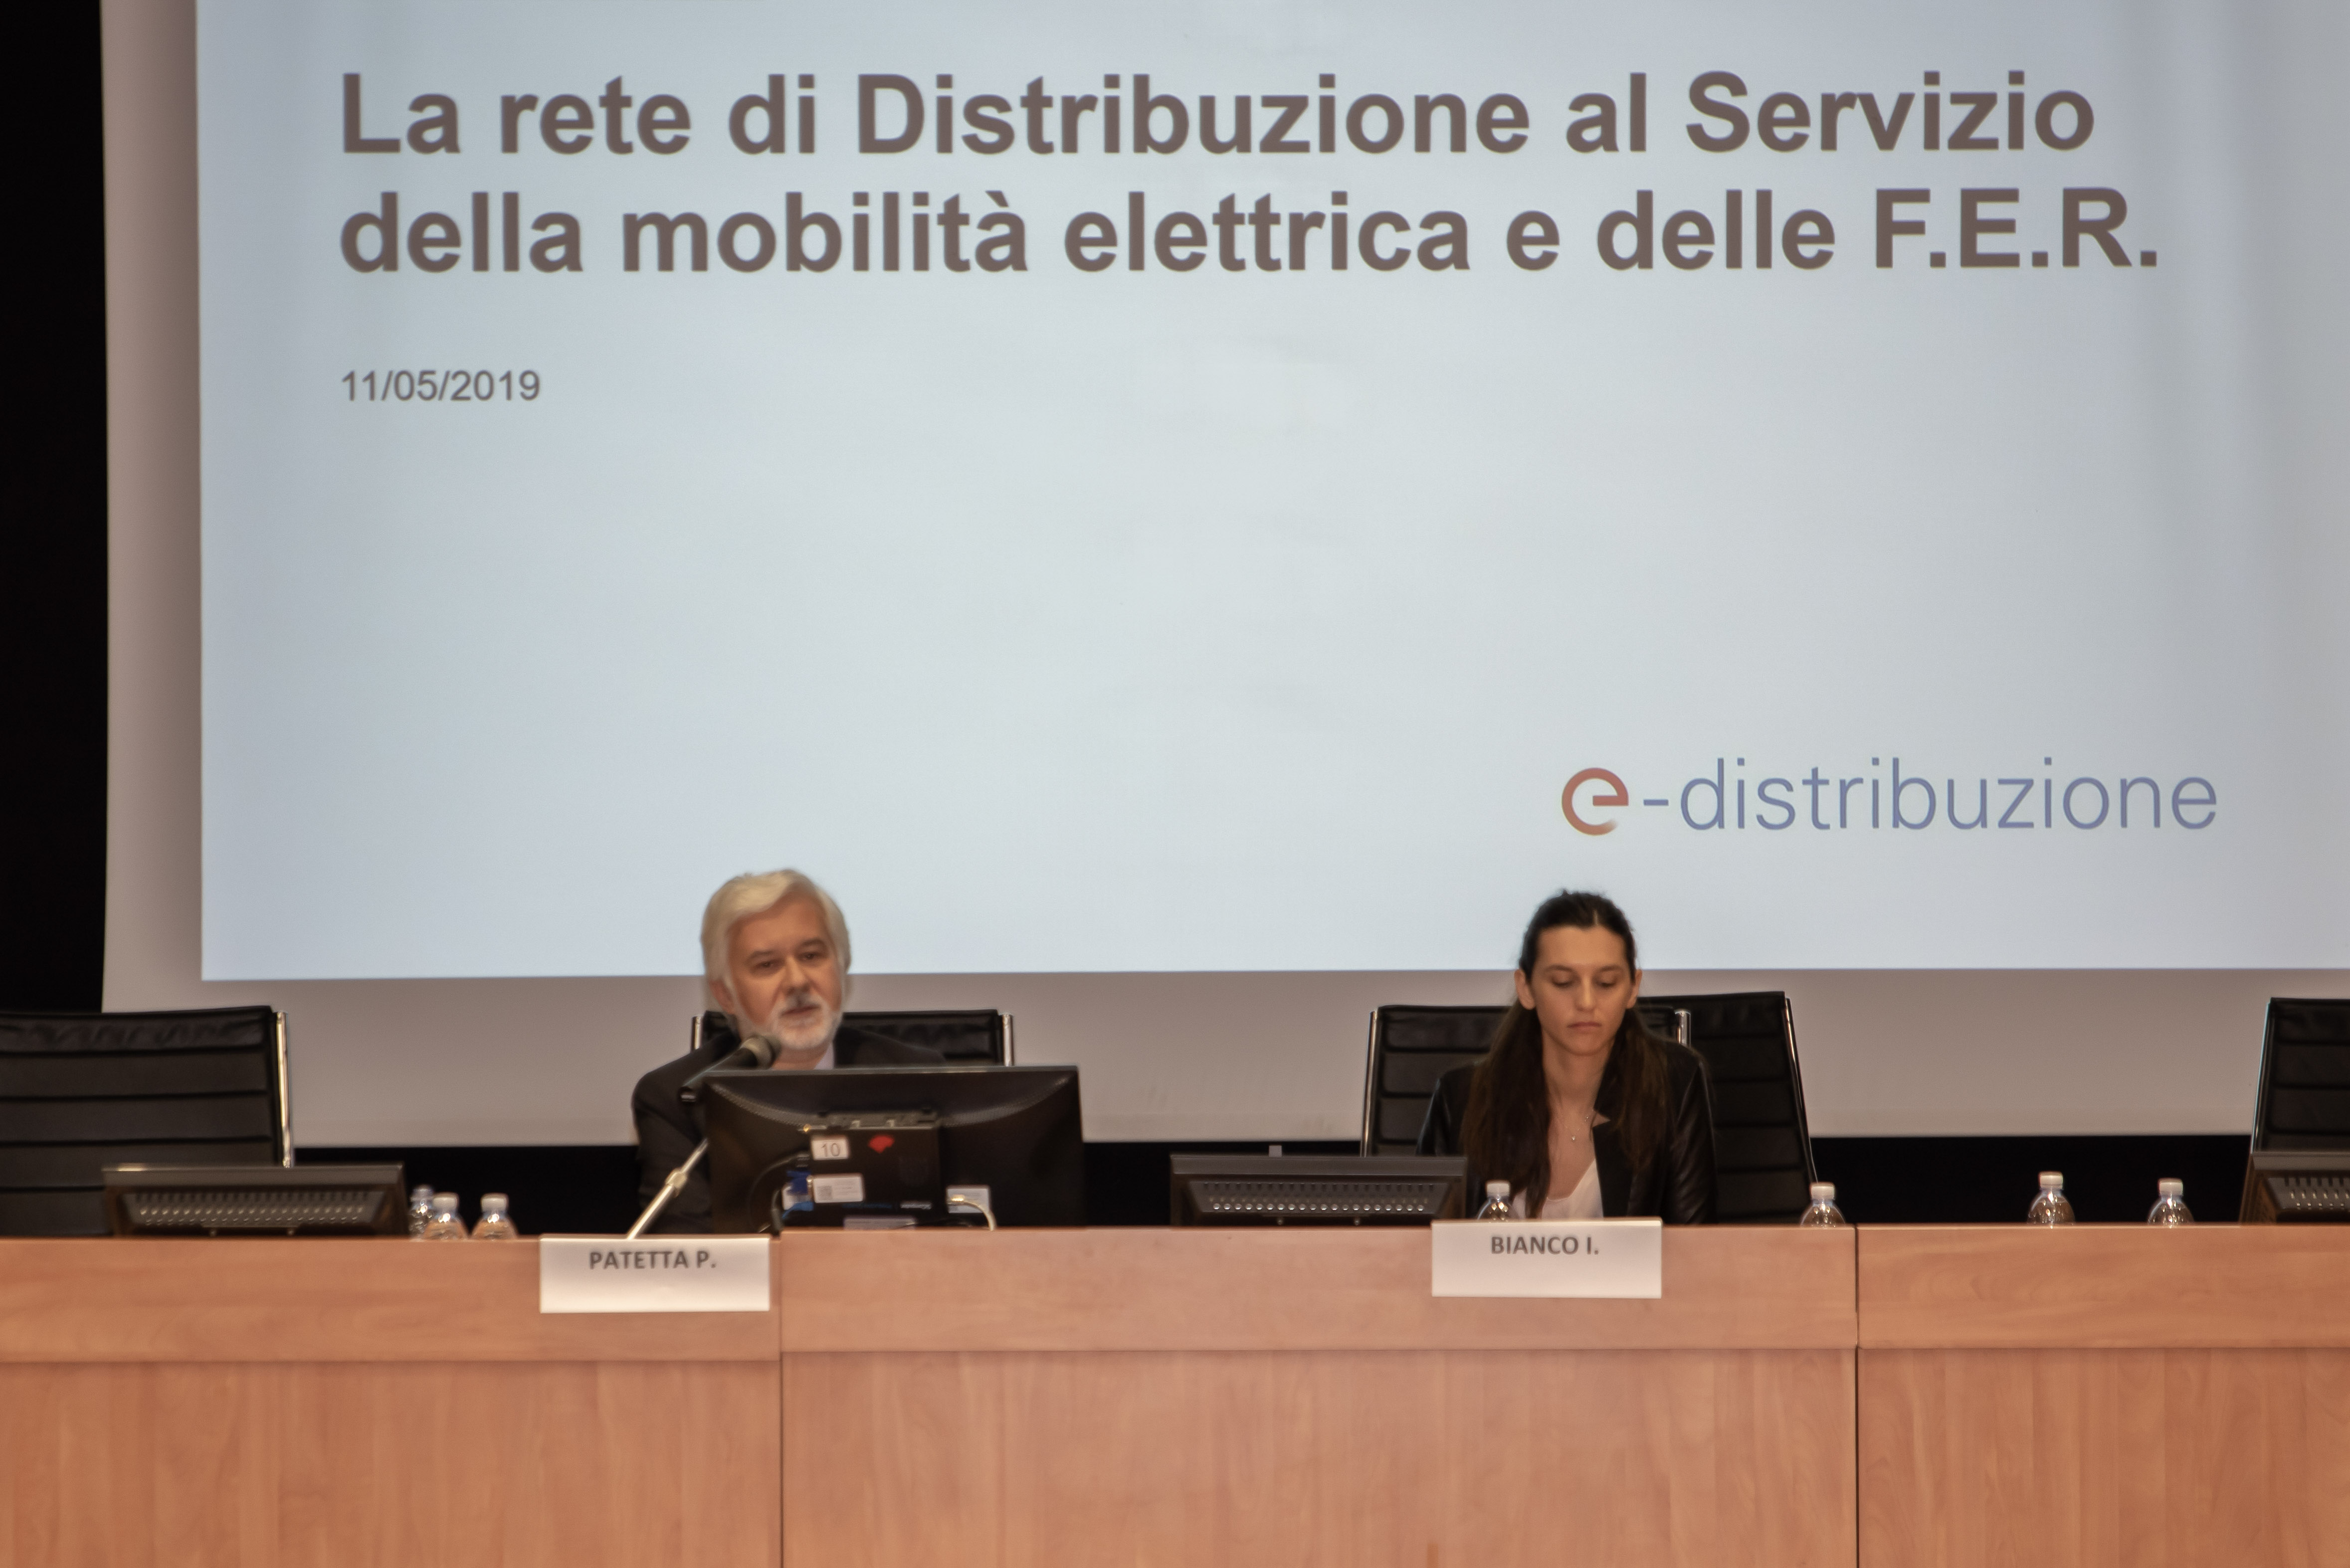 La rete di Distribuzione al Servizio
della mobilità elettrica e delle F.E.R.
11/05/2019
e-distribuzione
10
PATETTA P.
BIANCO I.